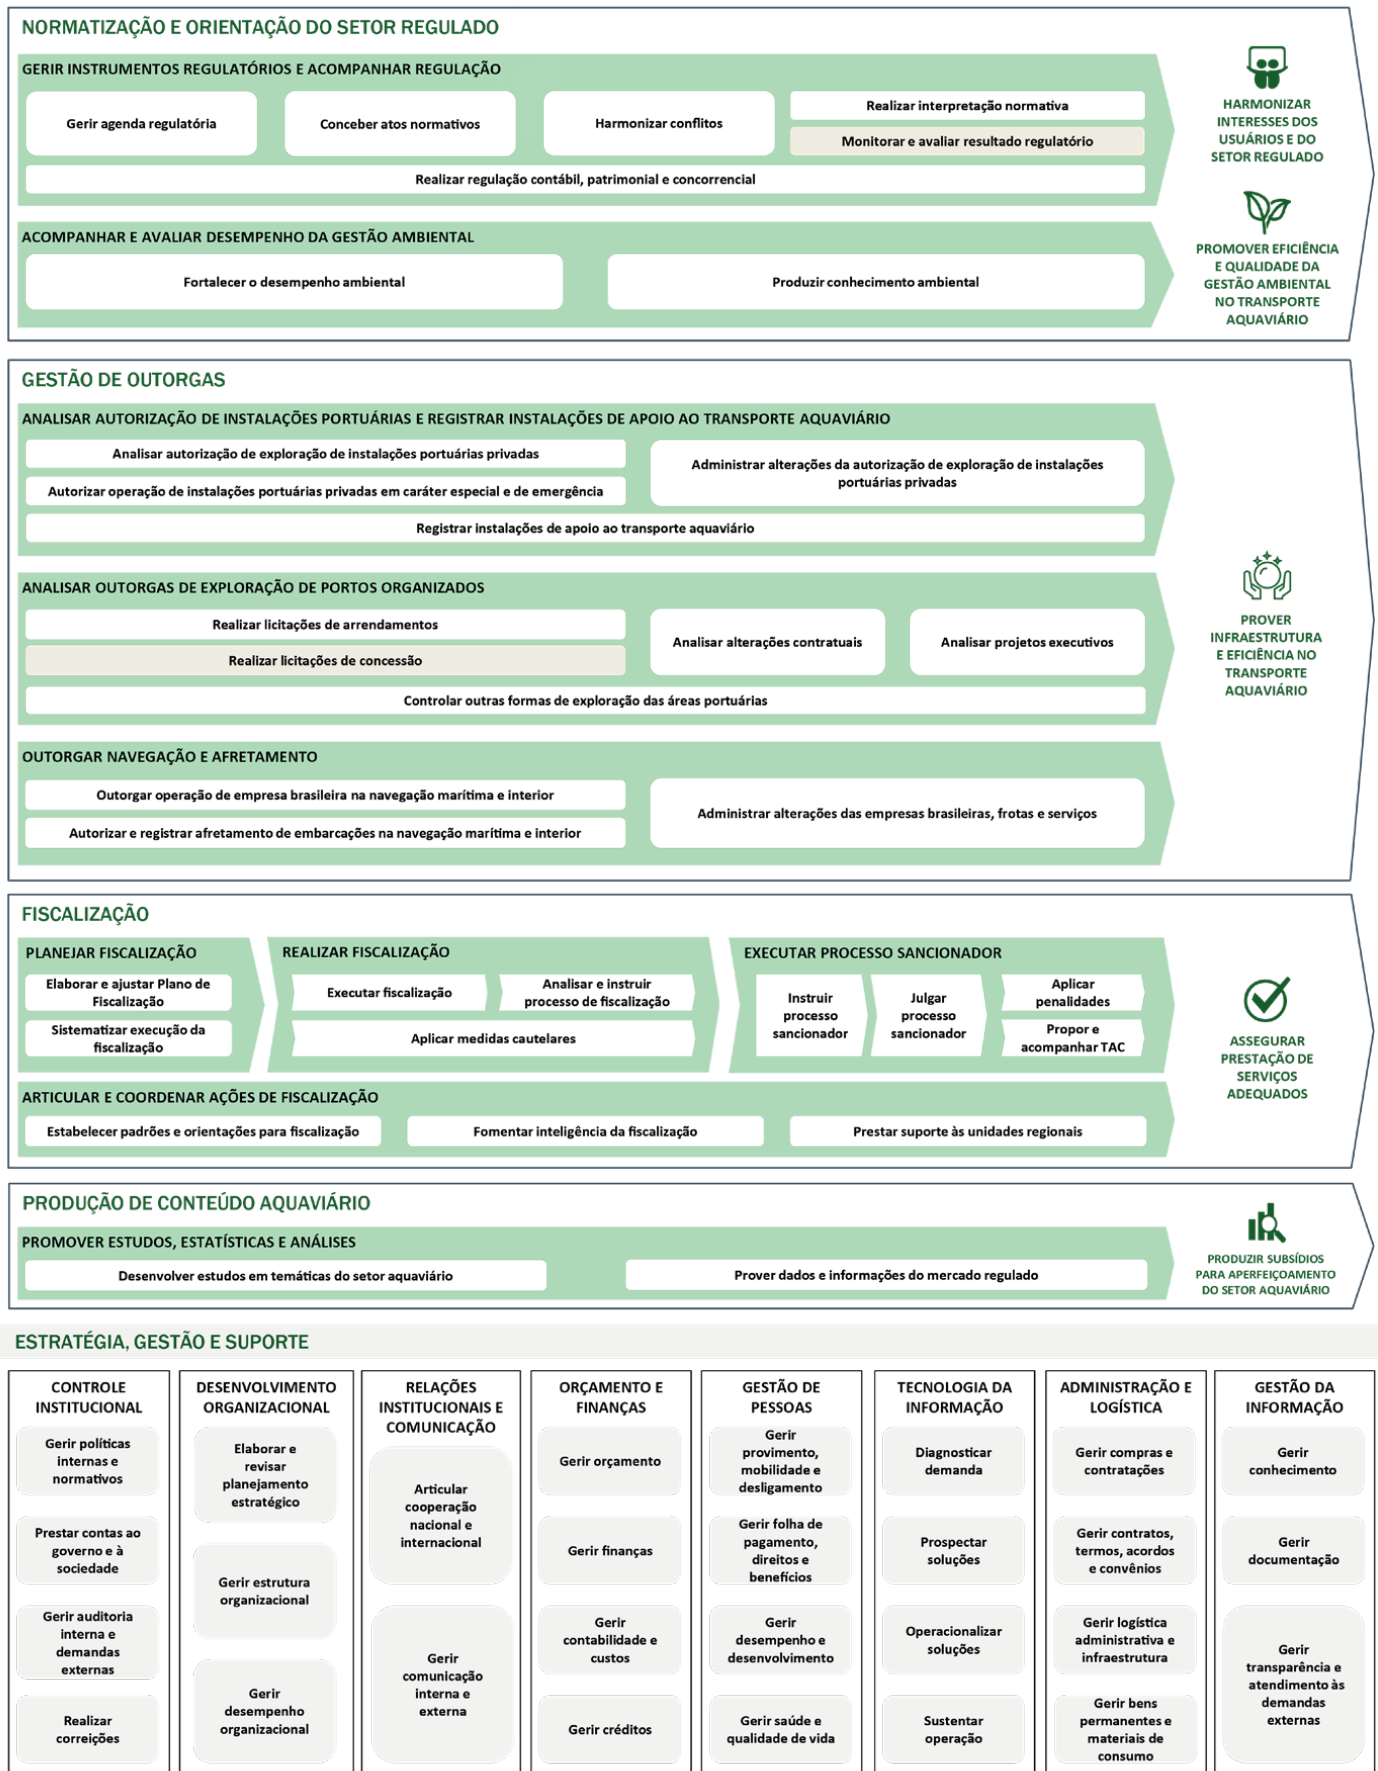 NORMATIZAÇÃO E ORIENTAÇÃO DO SETOR REGULADO
GERIR INSTRUMENTOS REGULATÓRIOS E ACOMPANHAR REGULAÇÃO
Gerir agenda regulatória
Conceber atos normativos
Harmonizar conflitos
Realizar interpretação normativa
Monitorar e avaliar resultado regulatório
Realizar regulação contábil, patrimonial e concorrencial
HARMONIZAR
INTERESSES DOS
USUÁRIOS E DO
SETOR REGULADO
ACOMPANHAR E AVALIAR DESEMPENHO DA GESTÃO AMBIENTAL
Fortalecer o desempenho ambiental
Produzir conhecimento ambiental
PROMOVER EFICIÊNCIA
E QUALIDADE DA
GESTÃO AMBIENTAL
NO TRANSPORTE
AQUAVIÁRIO
GESTÃO DE OUTORGAS
ANALISAR AUTORIZAÇÃO DE INSTALAÇÕES PORTUÁRIAS E REGISTRAR INSTALAÇÕES DE APOIO AO TRANSPORTE AQUAVIÁRIO
Analisar autorização de exploração de instalações portuárias privadas
Autorizar operação de instalações portuárias privadas em caráter especial e de emergência
Administrar alterações da autorização de exploração de instalações
portuárias privadas
Registrar instalações de apoio ao transporte aquaviário
ANALISAR OUTORGAS DE EXPLORAÇÃO DE PORTOS ORGANIZADOS
Realizar licitações de arrendamentos
Realizar licitações de concessão
Analisar alterações contratuais
Analisar projetos executivos
Controlar outras formas de exploração das áreas portuárias
OUTORGAR NAVEGAÇÃO E AFRETAMENTO
Outorgar operação de empresa brasileira na navegação marítima e interior
Autorizar e registrar afretamento de embarcações na navegação marítima e interior
Administrar alterações das empresas brasileiras, frotas e serviços
PROVER
INFRAESTRUTURA
E EFICIÊNCIA NO
TRANSPORTE
AQUAVIÁRIO
FISCALIZAÇÃO
PLANEJAR FISCALIZAÇÃO
Elaborar e ajustar Plano de
Fiscalização
Sistematizar execução da
fiscalização
REALIZAR FISCALIZAÇÃO
Executar fiscalização
Analisar e instruir
processo de fiscalização
Aplicar medidas cautelares
EXECUTAR PROCESSO SANCIONADOR
Instruir
processo
sancionador
Julgar
processo
sancionador
Aplicar
penalidades
Propor e
acompanhar TAC
ARTICULAR E COORDENAR AÇÕES DE FISCALIZAÇÃO
Estabelecer padrões e orientações para fiscalização
Fomentar inteligência da fiscalização
Prestar suporte às unidades regionais
ASSEGURAR
PRESTAÇÃO DE
SERVIÇOS
ADEQUADOS
PRODUÇÃO DE CONTEÚDO AQUAVIÁRIO
PROMOVER ESTUDOS, ESTATÍSTICAS E ANÁLISES
Desenvolver estudos em temáticas do setor aquaviário
Prover dados e informações do mercado regulado
PRODUZIR SUBSÍDIOS
PARA APERFEIÇOAMENTO
DO SETOR AQUAVIÁRIO
ESTRATÉGIA, GESTÃO E SUPORTE
CONTROLE
INSTITUCIONAL
Gerir políticas
internas e
normativos
Prestar contas ao
governo e à
sociedade
Gerir auditoria
interna e
demandas
externas
Realizar
correições
DESENVOLVIMENTO
ORGANIZACIONAL
Elaborar e
revisar
planejamento
estratégico
Gerir estrutura
organizacional
Gerir
desempenho
organizacional
RELAÇÕES
INSTITUCIONAIS E
COMUNICAÇÃO
Articular
cooperação
nacional e
internacional
Gerir
comunicação
interna e
externa
ORÇAMENTO E
FINANÇAS
Gerir orçamento
Gerir finanças
Gerir
contabilidade e
custos
Gerir créditos
GESTÃO DE
PESSOAS
Gerir
provimento,
mobilidade e
desligamento
Gerir folha de
pagamento,
direitos e
benefícios
Gerir
desempenho e
desenvolvimento
Gerir saúde e
qualidade de vida
TECNOLOGIA DA
INFORMAÇÃO
Diagnosticar
demanda
Prospectar
soluções
Operacionalizar
soluções
Sustentar
operação
ADMINISTRAÇÃO E
LOGÍSTICA
Gerir compras e
contratações
Gerir contratos,
termos, acordos
e convênios
Gerir logística
administrativa e
infraestrutura
Gerir bens
permanentes e
materiais de
consumo
GESTÃO DA
INFORMAÇÃO
Gerir
conhecimento
Gerir
documentação
Gerir
transparência e
atendimento às
demandas
externas